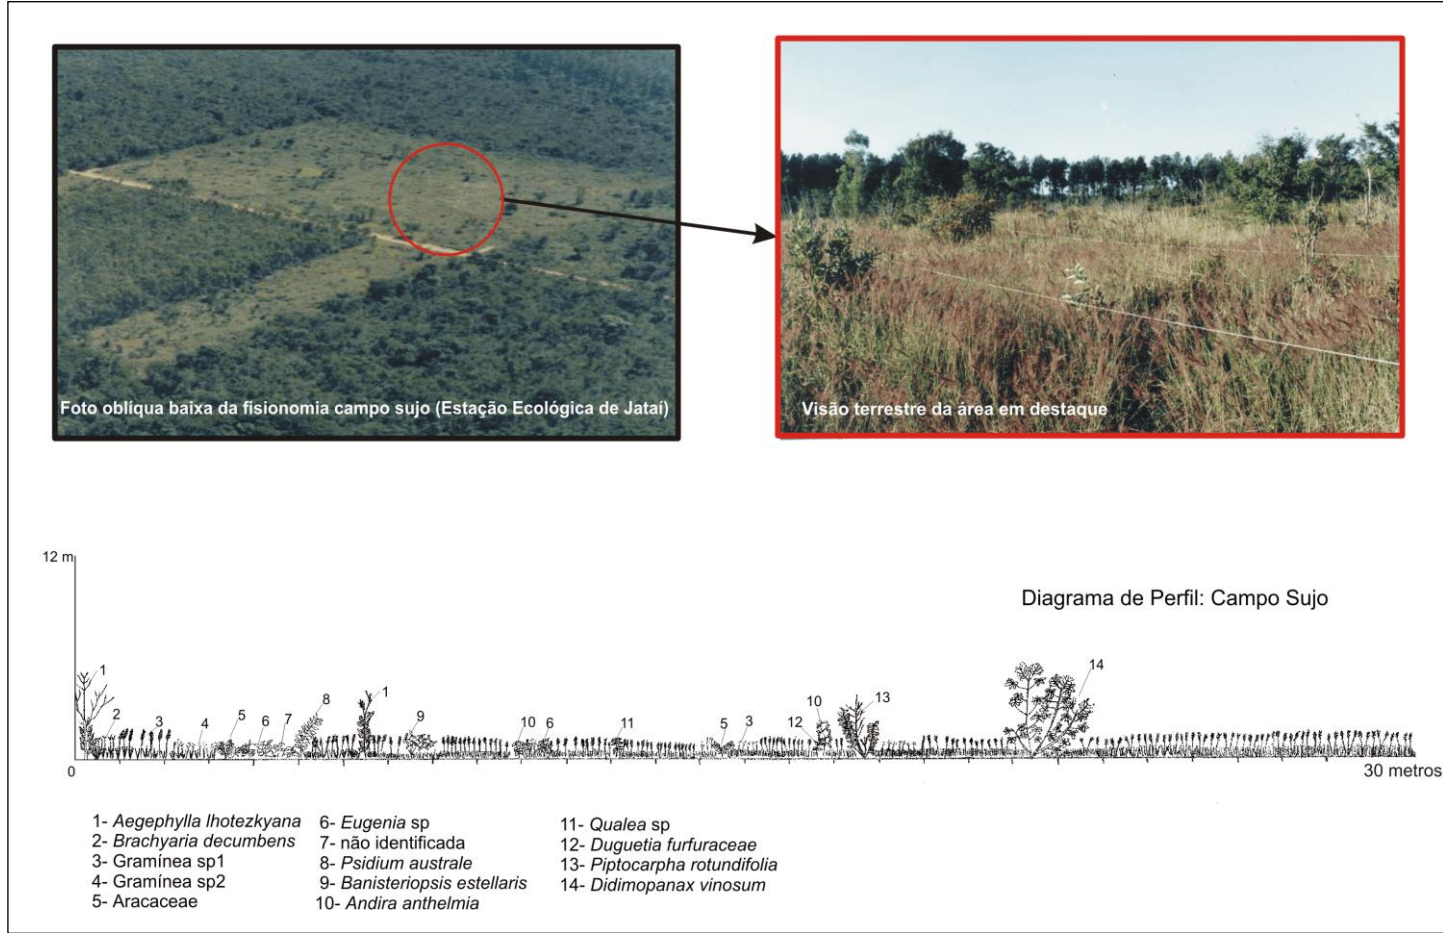 Foto oblíqua baixa da fisionomia campo sujo (Estação Ecológica de Jataí)
Visão terrestre da área em destaque
12 m
Diagrama de Perfil: Campo Sujo
1
2
3
4
5
6
7
8
1
9
10
6
11
5
3
12
10
13
14
0
30 metros
1- Aegephylla lhotezkyana
2- Brachyaria decumbens
3- Gramínea sp1
4- Gramínea sp2
5- Aracaceae
6- Eugenia sp
7- não identificada
8- Psidium australe
9- Banisteriopsis estellaris
10- Andira anthelmia
11- Qualea sp
12- Duguetia furfuraceae
13- Piptocarpha rotundifolia
14- Didimopanax vinosum